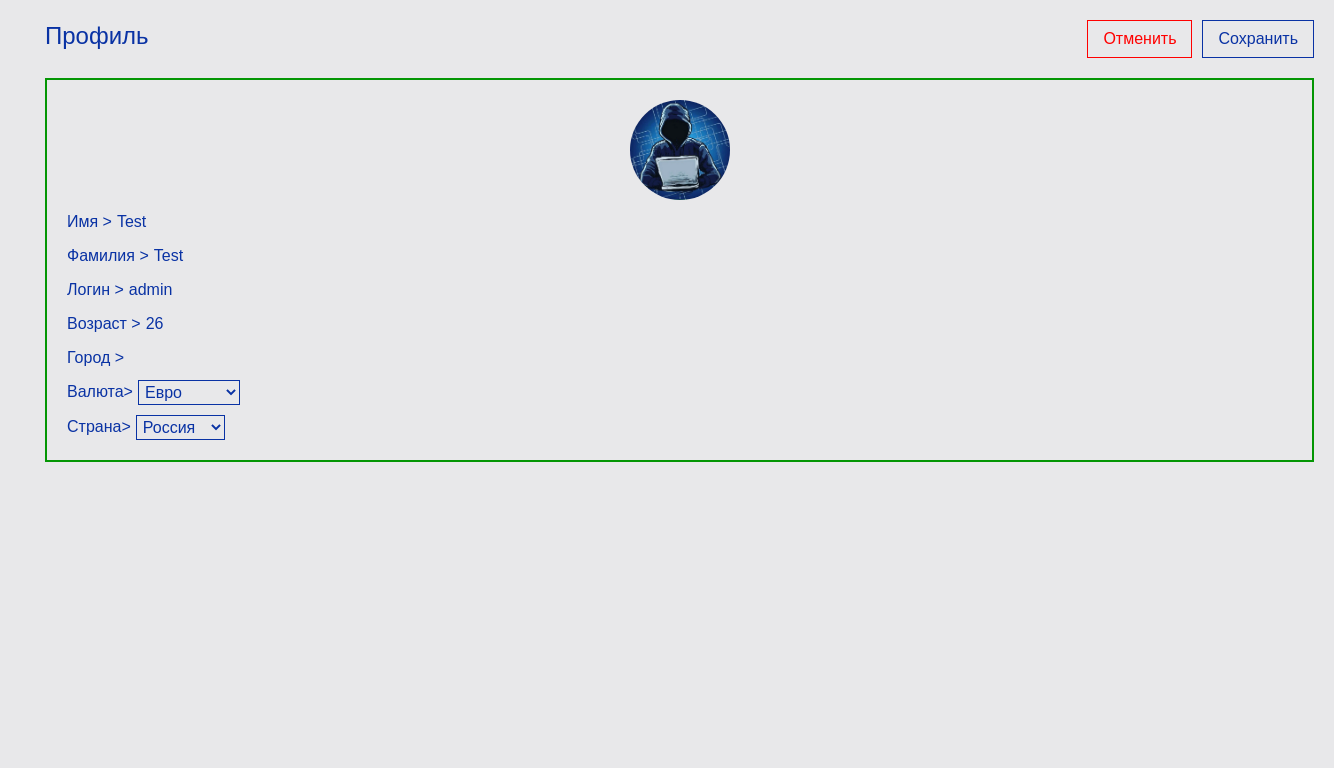 Профиль
Отменить
Сохранить
Имя > Test
Фамилия > Test
Логин > admin
Возраст > 26
Город >
Валюта> Евро
Страна> Россия